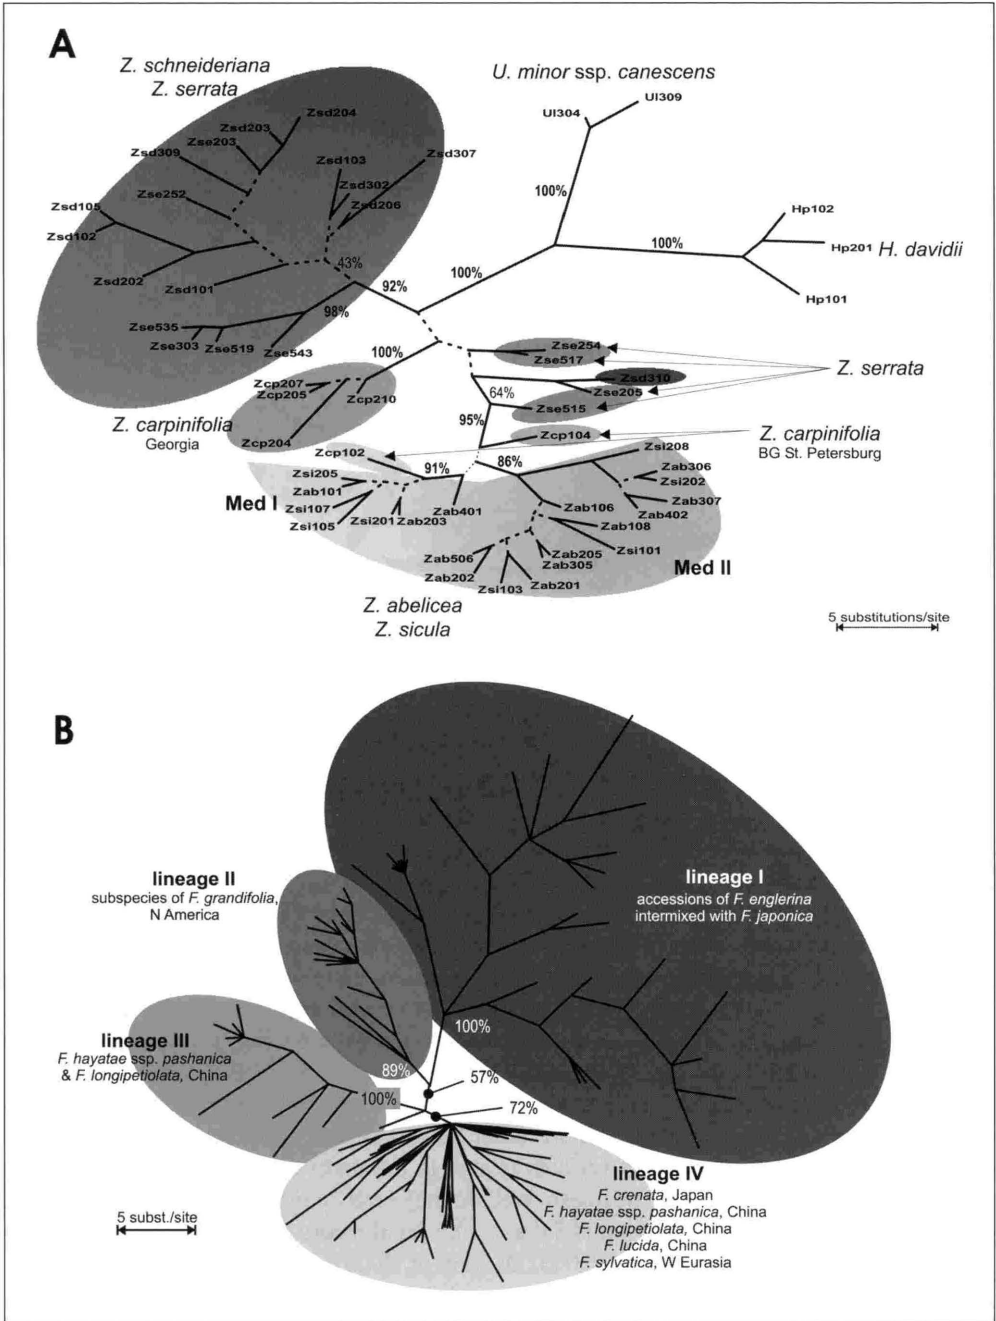 A
Z. schneideriana
Z. serrata
U. minor ssp. canescens
Ul309
Ul304
Zsd204
Zsd203
Zse203
Zsd309
Zsd103
Zsd307
Zsd302
Zsd206
Zse252
Zsd105
Zsd102
Zsd202
Zsd101
43%
92%
98%
Zse535
Zse303
Zse519
Zse543
100%
100%
100%
Hp102
Hp201
H. davidii
Hp101
100%
Zcp207
Zcp205
Zcp210
Zcp204
Z. carpinifolia
Georgia
Zse254
Zse517
Zsd310
Zse205
Zse515
Z. serrata
64%
95%
Zcp104
Z. carpinifolia
BG St. Petersburg
Zcp102
91%
86%
Zsi208
Zsi205
Zab101
Zsi107
Zsi105
Med I
Zsi201
Zab203
Zab401
Zab306
Zsi202
Zab307
Zab402
Zab106
Zab108
Zsi101
Zab205
Zab305
Zab506
Zab202
Zsi103
Zab201
Med II
Z. abelicea
Z. sicula
5 substitutions/site
B
lineage II
subspecies of F. grandifolia,
N America
lineage I
accessions of F. englerina
intermixed with F. japonica
lineage III
F. hayatae ssp. pashanica
& F. longipetiolata, China
100%
89%
57%
100%
72%
lineage IV
F. crenata, Japan
F. hayatae ssp. pashanica, China
F. longipetiolata, China
F. lucida, China
F. sylvatica, W Eurasia
5 subst./site